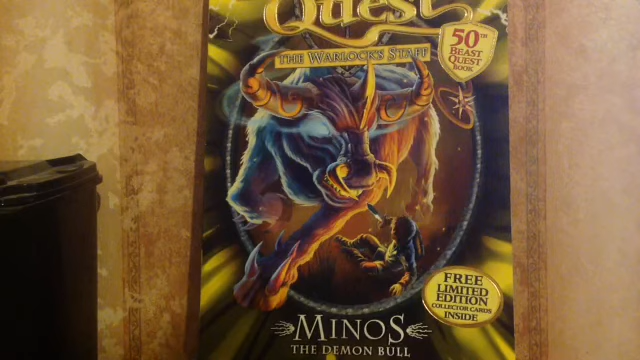 Quest
THE WARLOCK'S STAFF
50TH
BEAST
QUEST
BOOK
FREE
LIMITED
EDITION
COLLECTOR CARDS
INSIDE
MINOS
THE DEMON BULL